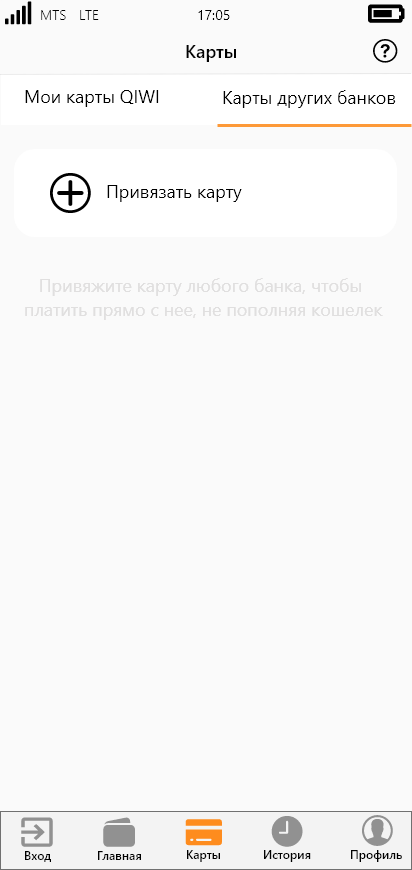 MTS LTE 17:05
Карты
Мои карты QIWI Карты других банков
Привязать карту
Привяжите карту любого банка, чтобы
платить прямо с нее, не пополняя кошелек
Вход Главная Карты История Профиль